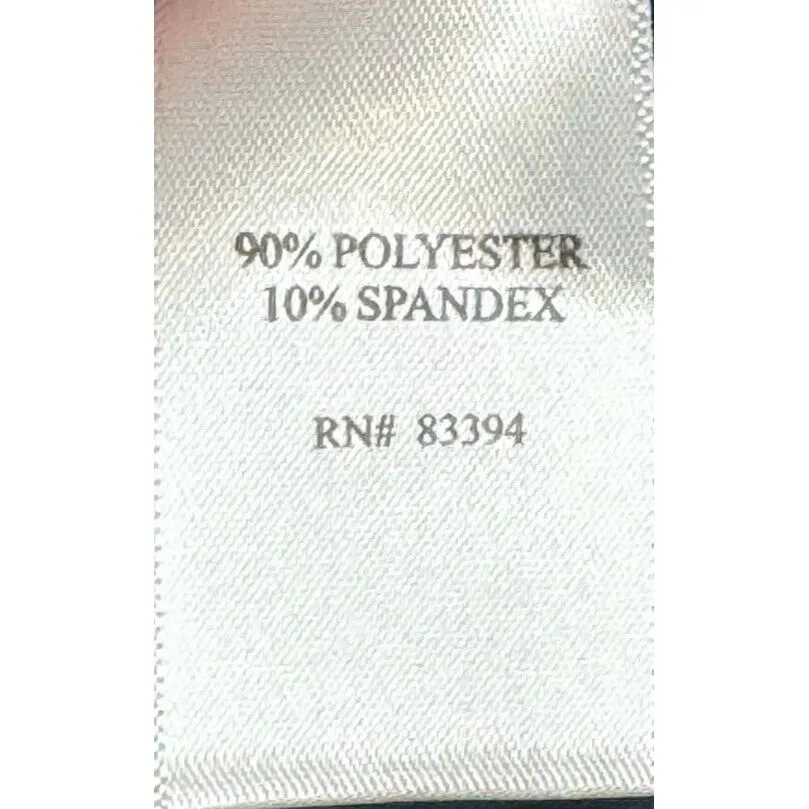 90% POLYESTER
10% SPANDEX
RN# 83394